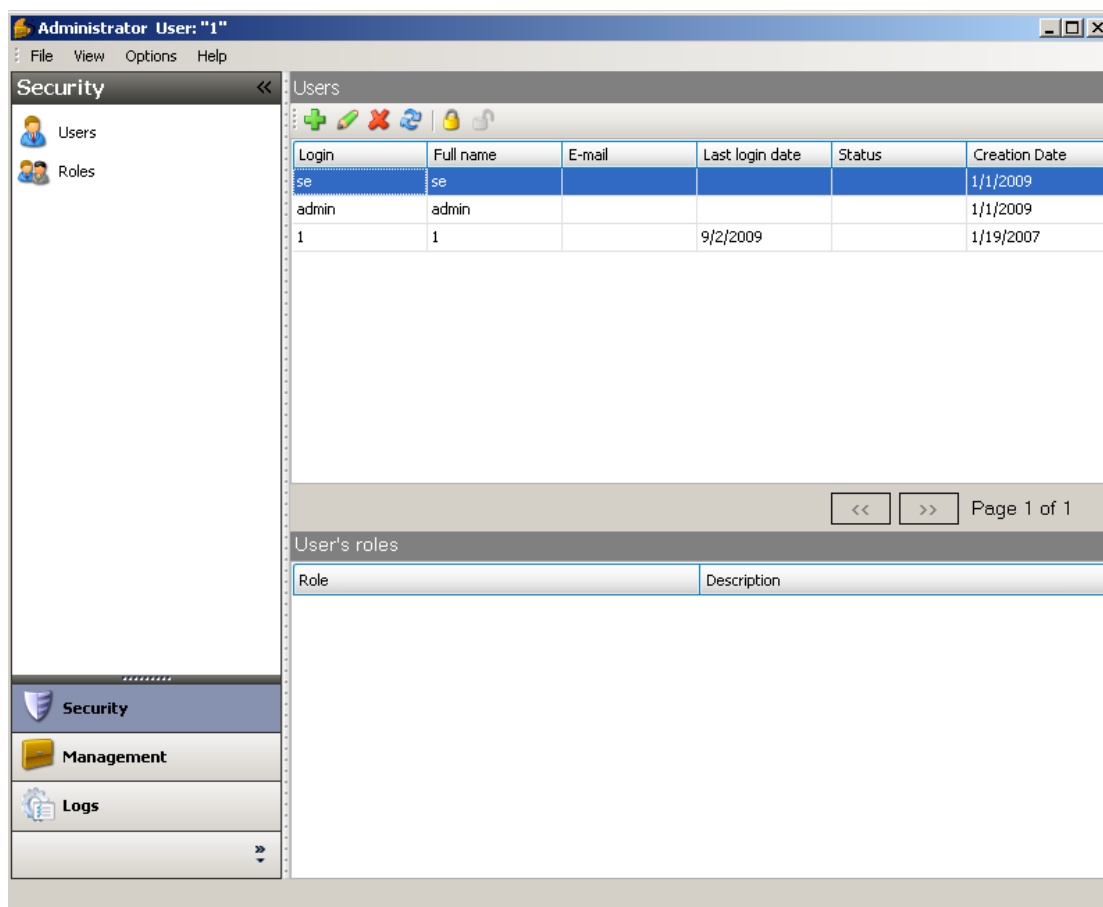 Administrator User: "1"
File View Options Help
Security «
Users
Roles
Users
Login Full name E-mail Last login date Status Creation Date
se se 1/1/2009
admin admin 1/1/2009
1 1 9/2/2009 1/19/2007
<< >> Page 1 of 1
User's roles
Role Description
Security
Management
Logs
»